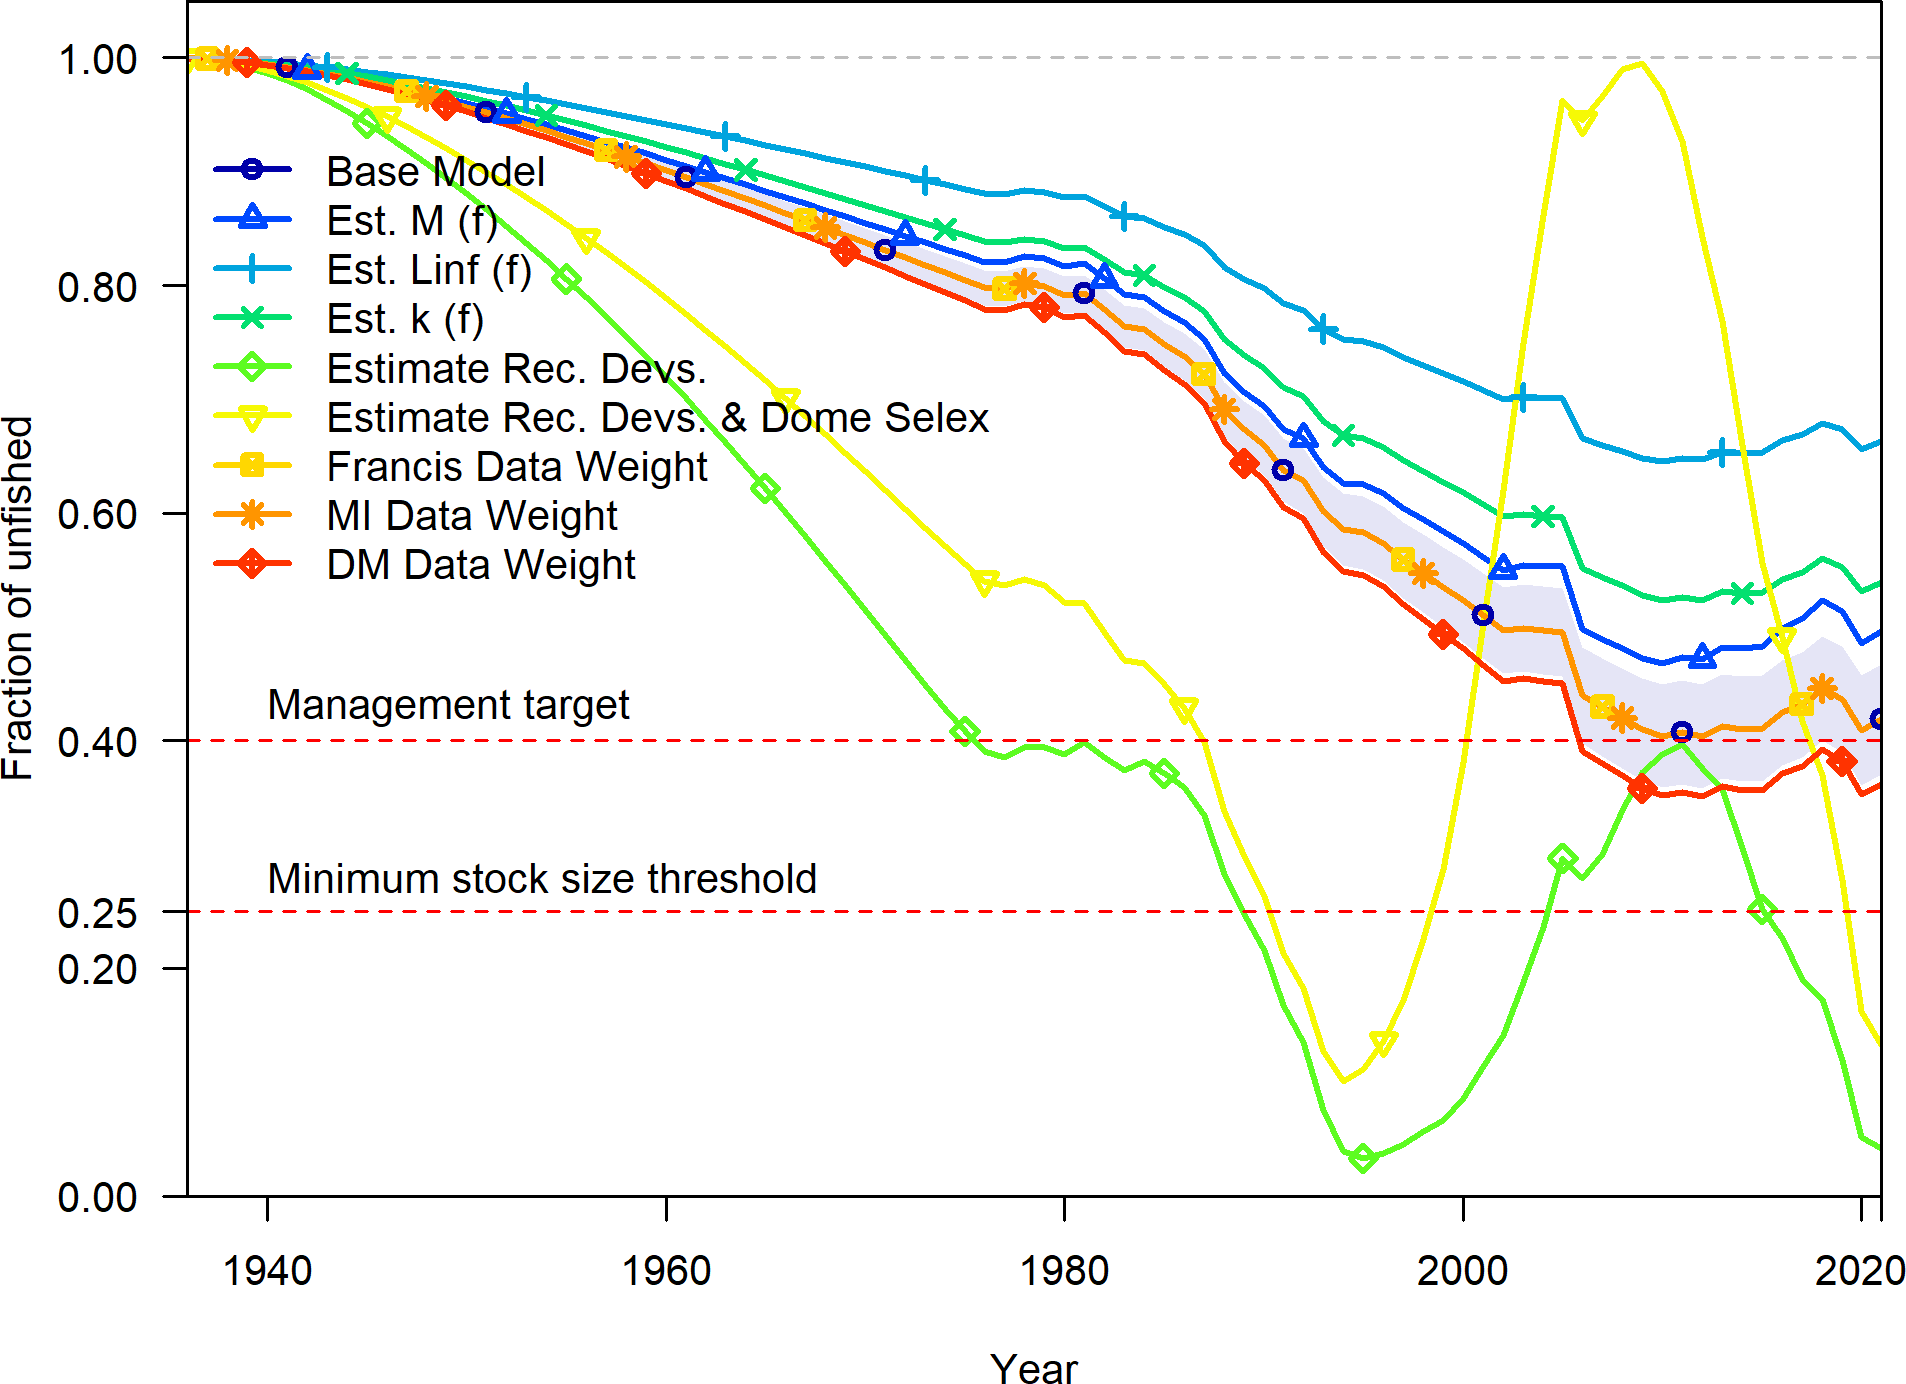 1.00
0.80
0.60
0.40
0.25
0.20
0.00
Fraction of unfished
Base Model
Est. M (f)
Est. Linf (f)
Est. k (f)
Estimate Rec. Devs.
Estimate Rec. Devs. & Dome Selex
Francis Data Weight
MI Data Weight
DM Data Weight
Management target
Minimum stock size threshold
1940
1960
1980
2000
2020
Year